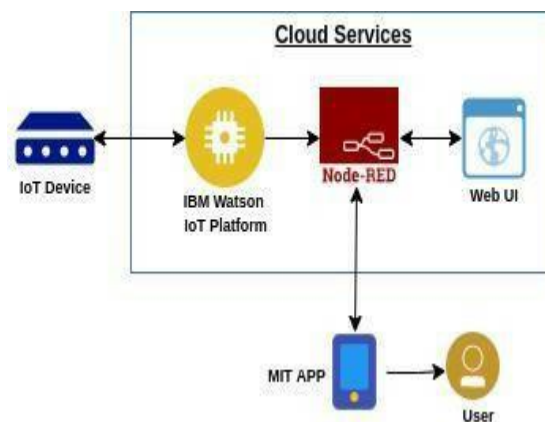 Cloud Services
IoT Device
IBM Watson
IoT Platform
Node-RED
Web UI
MIT APP
User